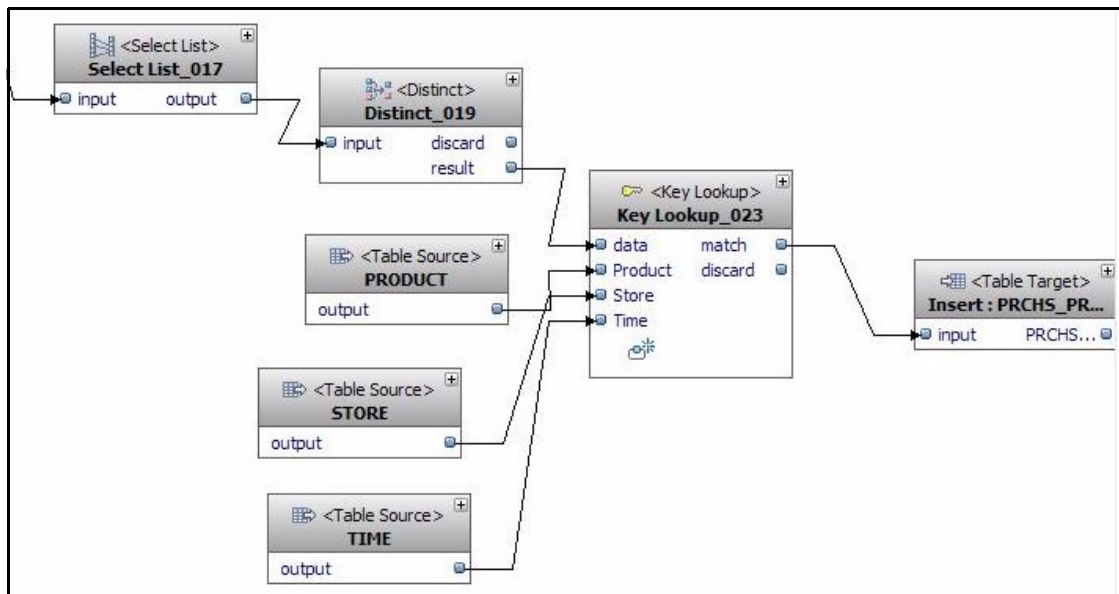 <Select List>
Select List_017
input output
<Distinct>
Distinct_019
input discard
result
<Key Lookup>
Key Lookup_023
data match
Product discard
Store
Time
<Table Source>
PRODUCT
output
<Table Target>
Insert : PRCHS_PR...
input PRCHS...
<Table Source>
STORE
output
<Table Source>
TIME
output